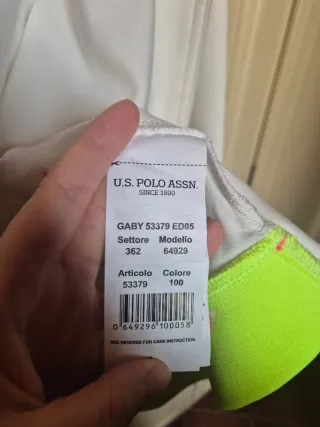 U.S. POLO ASSN.
SINCE 1890
GABY 53379 ED05
Settore Modello
362 64929
Articolo Colore
53379 100
0 649296 100058
SEE REVERSE FOR CARE INSTRUCTION